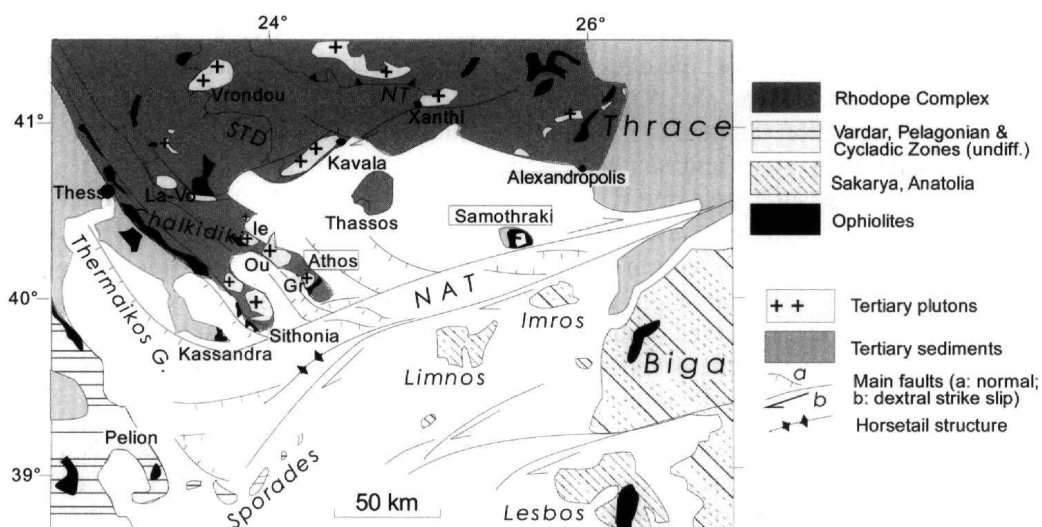 24°
26°
41°
40°
39°
Vrondou
NT
Xanthi
STD
Thrace
Kavala
Alexandropolis
Thess
La-Vo
Chalkidiki
Thassos
Samothraki
Ie
Ou
Athos
Gr
Thermaikos G.
NAT
Imros
Sithonia
Kassandra
Limnos
Biga
Pelion
Sporades
50 km
Lesbos
Rhodope Complex
Vardar, Pelagonian &
Cycladic Zones (undiff.)
Sakarya, Anatolia
Ophiolites
++ Tertiary plutons
Tertiary sediments
a
b
Main faults (a: normal;
b: dextral strike slip)
Horsetail structure